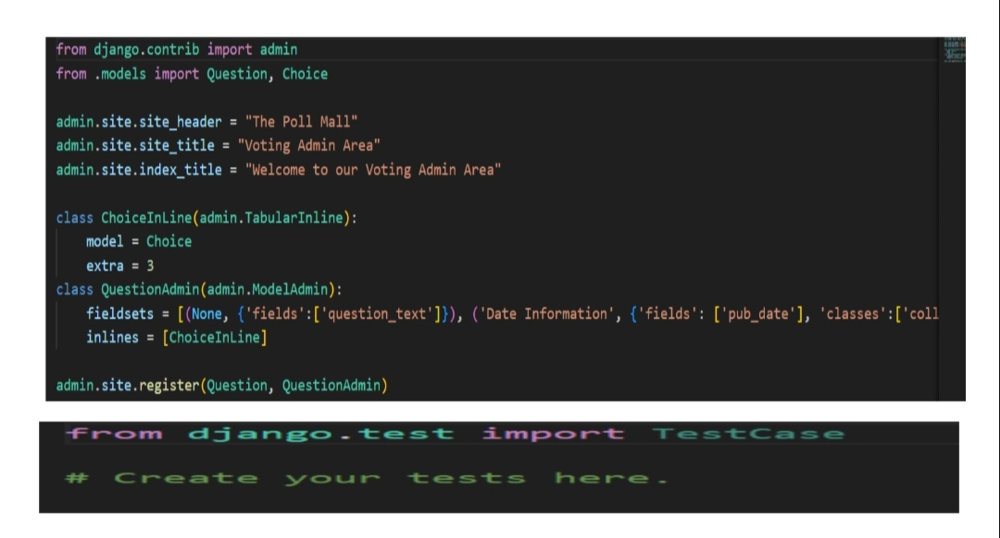 from django.contrib import admin
from .models import Question, Choice
admin.site.site_header = "The Poll Mall"
admin.site.site_title = "Voting Admin Area"
admin.site.index_title = "Welcome to our Voting Admin Area"
class ChoiceInLine(admin.TabularInline):
    model = Choice
    extra = 3
class QuestionAdmin(admin.ModelAdmin):
    fieldsets = [(None, {'fields':['question_text']}), ('Date Information', {'fields': ['pub_date'], 'classes':['coll
    inlines = [ChoiceInLine]
admin.site.register(Question, QuestionAdmin)
from django.test import TestCase
# Create your tests here.